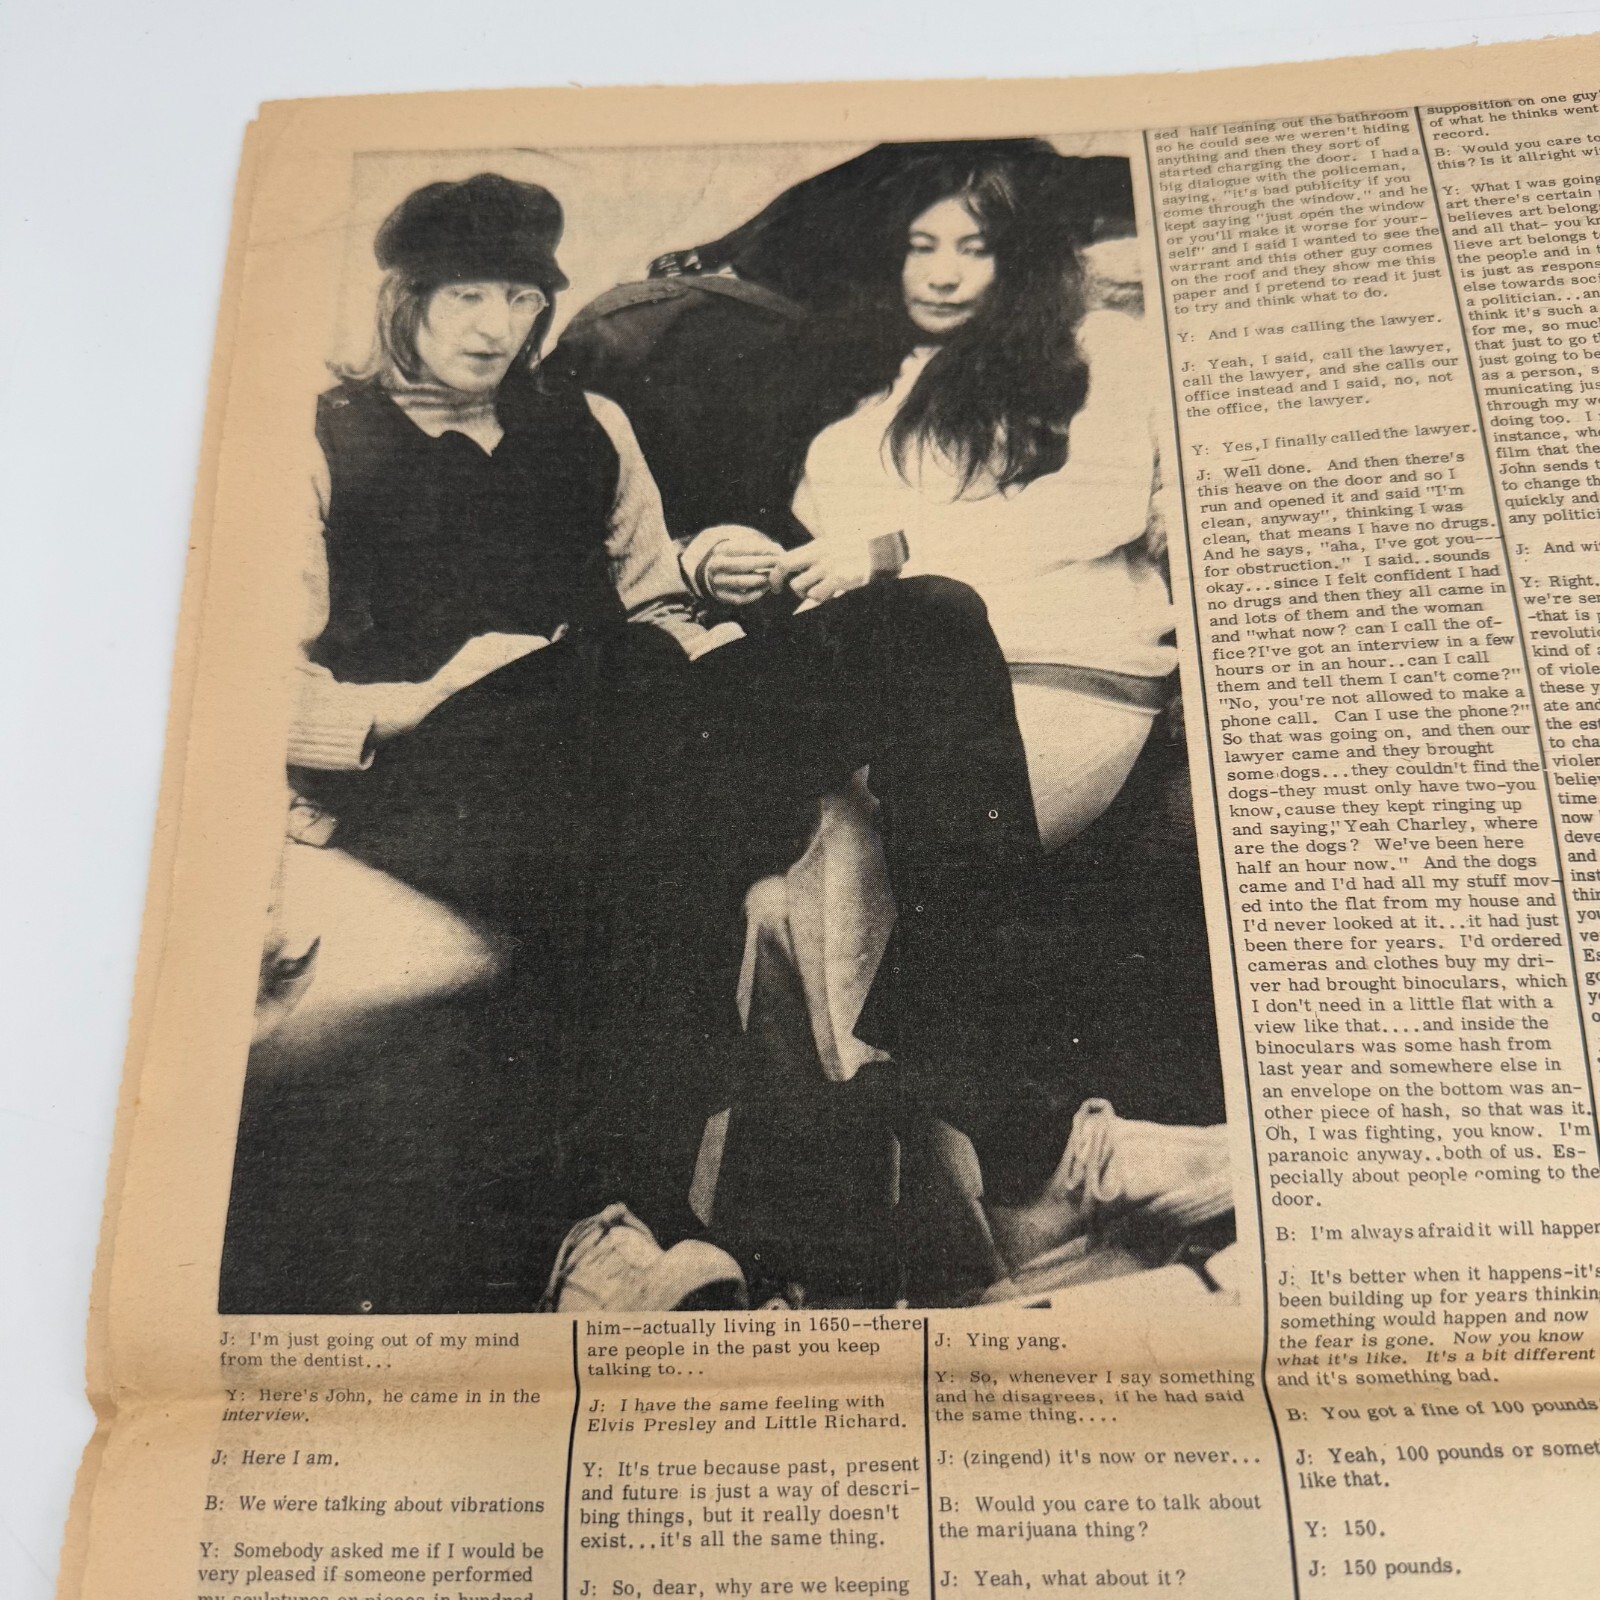 J: I'm just going out of my mind
from the dentist...
Y: Here's John, he came in in the
interview.
J: Here I am.
B: We were talking about vibrations
Y: Somebody asked me if I would be
very pleased if someone performed
him--actually living in 1650--there
are people in the past you keep
talking to...
J: I have the same feeling with
Elvis Presley and Little Richard.
Y: It's true because past, present
and future is just a way of descri-
bing things, but it really doesn't
exist...it's all the same thing.
J: So, dear, why are we keeping
J: Ying yang.
Y: So, whenever I say something
and he disagrees, if he had said
the same thing....
J: (zingend) it's now or never...
B: Would you care to talk about
the marijuana thing?
J: Yeah, what about it?
sed half leaning out the bathroom
so he could see we weren't hiding
anything and then they sort of
started charging the door. I had a
big dialogue with the policeman,
saying, "it's bad publicity if you
come through the window." and he
kept saying "just open the window
or you'll make it worse for your-
self" and I said I wanted to see the
warrant and this other guy comes
on the roof and they show me this
paper and I pretend to read it just
to try and think what to do.
Y: And I was calling the lawyer.
J: Yeah, I said, call the lawyer,
call the lawyer, and she calls our
office instead and I said, no, not
the office, the lawyer.
Y: Yes, I finally called the lawyer.
J: Well done. And then there's
this heave on the door and so I
run and opened it and said "I'm
clean, anyway", thinking I was
clean, that means I have no drugs.
And he says, "aha, I've got you---
for obstruction." I said..sounds
okay...since I felt confident I had
no drugs and then they all came in
and lots of them and the woman
and "what now? can I call the of-
fice?I've got an interview in a few
hours or in an hour..can I call
them and tell them I can't come?"
"No, you're not allowed to make a
phone call. Can I use the phone?"
So that was going on, and then our
lawyer came and they brought
some dogs...they couldn't find the
dogs-they must only have two-you
know, cause they kept ringing up
and saying;"Yeah Charley, where
are the dogs? We've been here
half an hour now." And the dogs
came and I'd had all my stuff mov-
ed into the flat from my house and
I'd never looked at it...it had just
been there for years. I'd ordered
cameras and clothes buy my dri-
ver had brought binoculars, which
I don't need in a little flat with a
view like that....and inside the
binoculars was some hash from
last year and somewhere else in
an envelope on the bottom was an-
other piece of hash, so that was it.
Oh, I was fighting, you know. I'm
paranoic anyway..both of us. Es-
pecially about people coming to the
door.
B: I'm always afraid it will happen
J: It's better when it happens-it's
been building up for years thinking
something would happen and now
the fear is gone. Now you know
what it's like. It's a bit different
and it's something bad.
B: You got a fine of 100 pounds
J: Yeah, 100 pounds or
like that.
Y: 150.
J: 150 pounds.
supposition on one guy'
of what he thinks went
record.
B: Would you care to
this? Is it allright
Y: What I was going
art there's certain
believes art
and all that- you
lieve art belongs
the people and in
is just as
else towards
a politician...
think it's such a
for me, so
that just to go
just going to be
as a person,
through my
doing too. I
instance,
film that
John sends
to change
quickly and
any
J: And
Y: Right.
we're
-that is
kind of
of
these
ate and
the
to
time
now
and